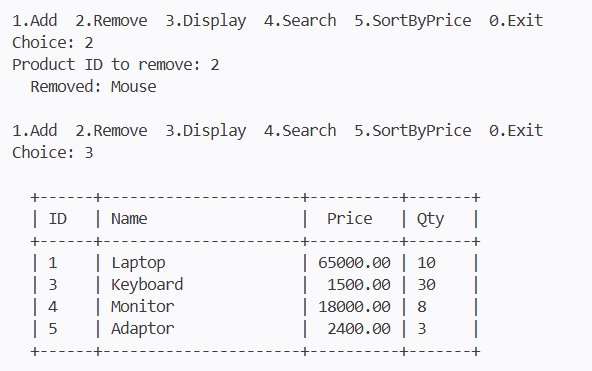 1.Add  2.Remove  3.Display  4.Search  5.SortByPrice  0.Exit
Choice: 2
Product ID to remove: 2
  Removed: Mouse

1.Add  2.Remove  3.Display  4.Search  5.SortByPrice  0.Exit
Choice: 3

  +------+----------------------+----------+-------+
  | ID   | Name                 |  Price   | Qty   |
  +------+----------------------+----------+-------+
  | 1    | Laptop               | 65000.00 | 10    |
  | 3    | Keyboard             |  1500.00 | 30    |
  | 4    | Monitor              | 18000.00 | 8     |
  | 5    | Adaptor              |  2400.00 | 3     |
  +------+----------------------+----------+-------+